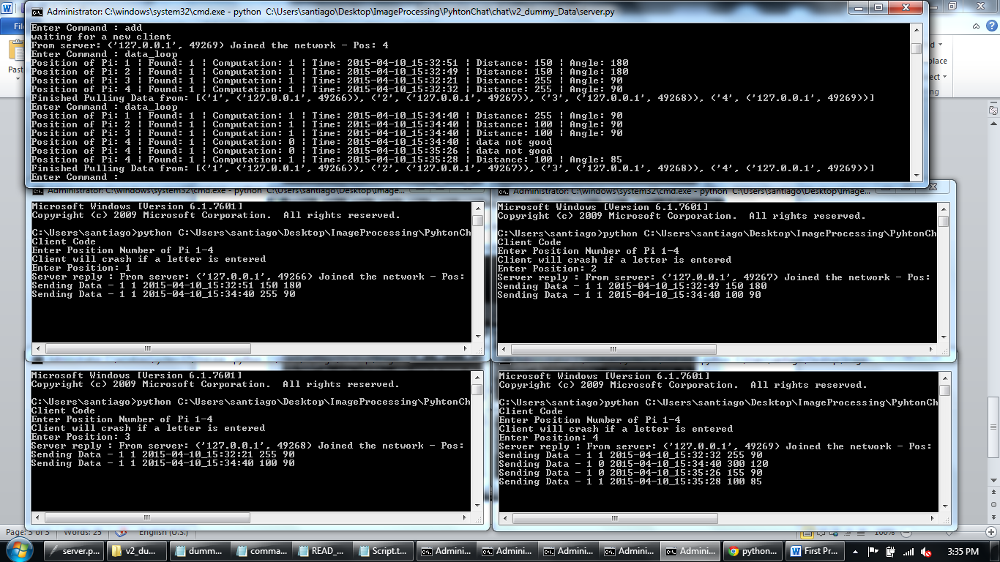 Administrator: C:\windows\system32\cmd.exe - python  C:\Users\santiago\Desktop\ImageProcessing\PyhtonChat\chat\v2_dummy_Data\server.py
Enter Command : add
waiting for a new client
From server: ('127.0.0.1', 49269) Joined the network - Pos: 4
Enter Command : data_loop
Position of Pi: 1 | Found: 1 | Computation: 1 | Time: 2015-04-10_15:32:51 | Distance: 150 | Angle: 180
Position of Pi: 2 | Found: 1 | Computation: 1 | Time: 2015-04-10_15:32:49 | Distance: 150 | Angle: 180
Position of Pi: 3 | Found: 1 | Computation: 1 | Time: 2015-04-10_15:32:21 | Distance: 255 | Angle: 90
Position of Pi: 4 | Found: 1 | Computation: 1 | Time: 2015-04-10_15:32:32 | Distance: 255 | Angle: 90
Finished Pulling Data from: [('1', ('127.0.0.1', 49266)), ('2', ('127.0.0.1', 49267)), ('3', ('127.0.0.1', 49268)), ('4', ('127.0.0.1', 49269))]
Enter Command : data_loop
Position of Pi: 1 | Found: 1 | Computation: 1 | Time: 2015-04-10_15:34:40 | Distance: 255 | Angle: 90
Position of Pi: 2 | Found: 1 | Computation: 1 | Time: 2015-04-10_15:34:40 | Distance: 100 | Angle: 90
Position of Pi: 3 | Found: 1 | Computation: 1 | Time: 2015-04-10_15:34:40 | Distance: 100 | Angle: 90
Position of Pi: 4 | Found: 1 | Computation: 0 | Time: 2015-04-10_15:34:40 | data not good
Position of Pi: 4 | Found: 1 | Computation: 0 | Time: 2015-04-10_15:35:26 | data not good
Position of Pi: 4 | Found: 1 | Computation: 1 | Time: 2015-04-10_15:35:28 | Distance: 100 | Angle: 85
Finished Pulling Data from: [('1', ('127.0.0.1', 49266)), ('2', ('127.0.0.1', 49267)), ('3', ('127.0.0.1', 49268)), ('4', ('127.0.0.1', 49269))]
Enter Command :
Fil
Past
Administrator: C:\windows\system32\cmd.exe - python  C:\Users\santiago\Desktop\Image...
Microsoft Windows [Version 6.1.7601]
Copyright (c) 2009 Microsoft Corporation.  All rights reserved.
C:\Users\santiago>python C:\Users\santiago\Desktop\ImageProcessing\PyhtonCh
Client Code
Enter Position Number of Pi 1-4
Client will crash if a letter is entered
Enter Position: 1
Server reply : From server: ('127.0.0.1', 49266) Joined the network - Pos:
Sending Data - 1 1 2015-04-10_15:32:51 150 180
Sending Data - 1 1 2015-04-10_15:34:40 255 90
Administrator: C:\windows\system32\cmd.exe - python  C:\Users\santiago\Desktop\Image...
Microsoft Windows [Version 6.1.7601]
Copyright (c) 2009 Microsoft Corporation.  All rights reserved.
C:\Users\santiago>python C:\Users\santiago\Desktop\ImageProcessing\PyhtonCh
Client Code
Enter Position Number of Pi 1-4
Client will crash if a letter is entered
Enter Position: 2
Server reply : From server: ('127.0.0.1', 49267) Joined the network - Pos:
Sending Data - 1 1 2015-04-10_15:32:49 150 180
Sending Data - 1 1 2015-04-10_15:34:40 100 90
Microsoft Windows [Version 6.1.7601]
Copyright (c) 2009 Microsoft Corporation.  All rights reserved.
C:\Users\santiago>python C:\Users\santiago\Desktop\ImageProcessing\PyhtonCh
Client Code
Enter Position Number of Pi 1-4
Client will crash if a letter is entered
Enter Position: 3
Server reply : From server: ('127.0.0.1', 49268) Joined the network - Pos:
Sending Data - 1 1 2015-04-10_15:32:21 255 90
Sending Data - 1 1 2015-04-10_15:34:40 100 90
Microsoft Windows [Version 6.1.7601]
Copyright (c) 2009 Microsoft Corporation.  All rights reserved.
C:\Users\santiago>python C:\Users\santiago\Desktop\ImageProcessing\PyhtonCh
Client Code
Enter Position Number of Pi 1-4
Client will crash if a letter is entered
Enter Position: 4
Server reply : From server: ('127.0.0.1', 49269) Joined the network - Pos:
Sending Data - 1 1 2015-04-10_15:32:32 255 90
Sending Data - 1 0 2015-04-10_15:34:40 300 120
Sending Data - 1 0 2015-04-10_15:35:26 155 90
Sending Data - 1 1 2015-04-10_15:35:28 100 85
Words: 25 English (U.S.) 100%
server.p... v2_du... dumm... comma... READ_... Script.t... Admini... Admini... Admini... Admini... Admini... python... First Pr... 3:35 PM